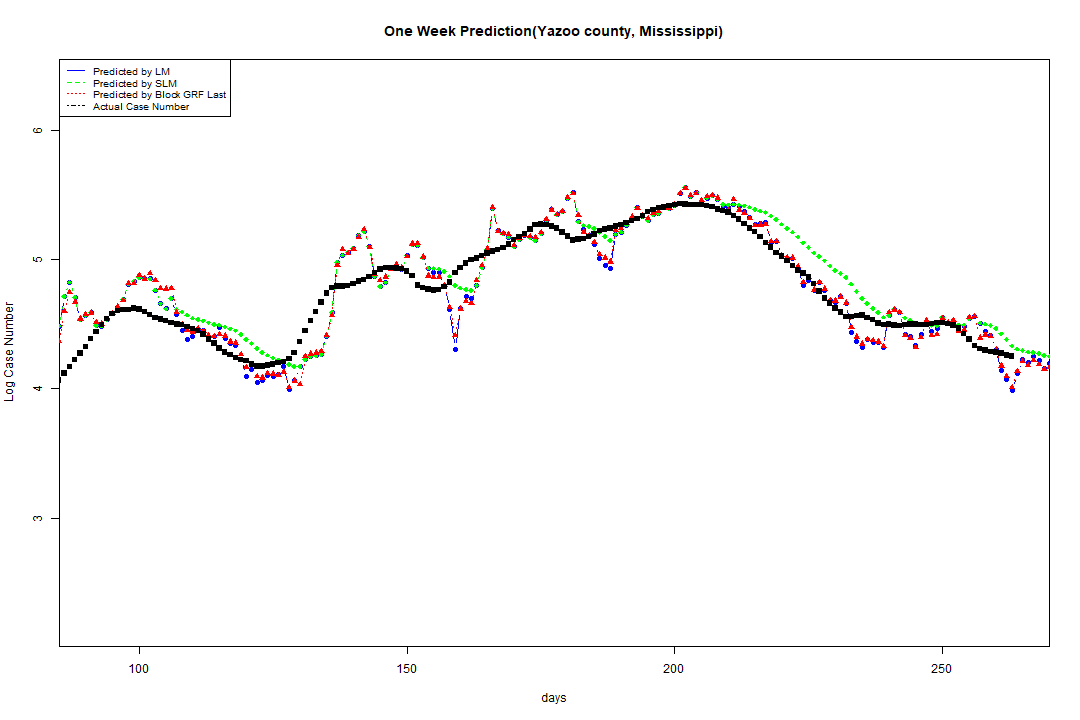 One Week Prediction(Yazoo county, Mississippi)
Predicted by LM
Predicted by SLM
Predicted by Block GRF Last
Actual Case Number
6
5
4
3
Log Case Number
100 150 200 250
days